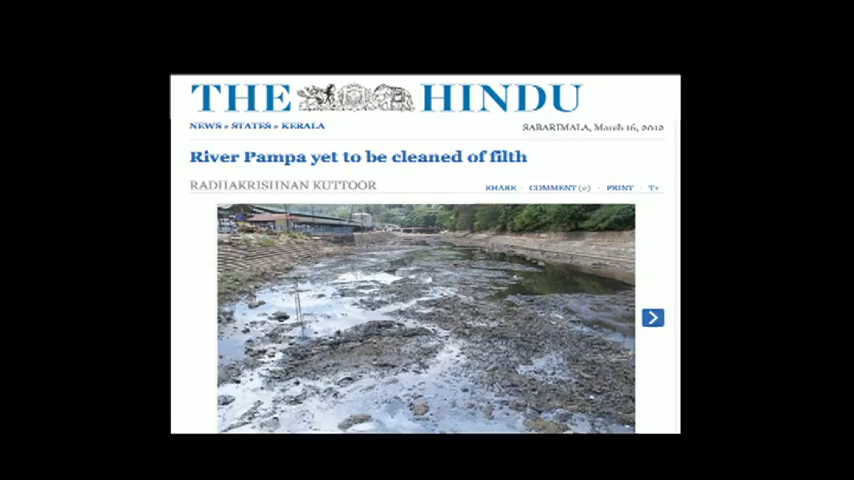 THE HINDU
NEWS » STATES » KERALA
SABARIMALA, March 16, 2012
River Pampa yet to be cleaned of filth
RADHAKRISHNAN KUTTOOR
SHARE · COMMENT (0) · PRINT · T+